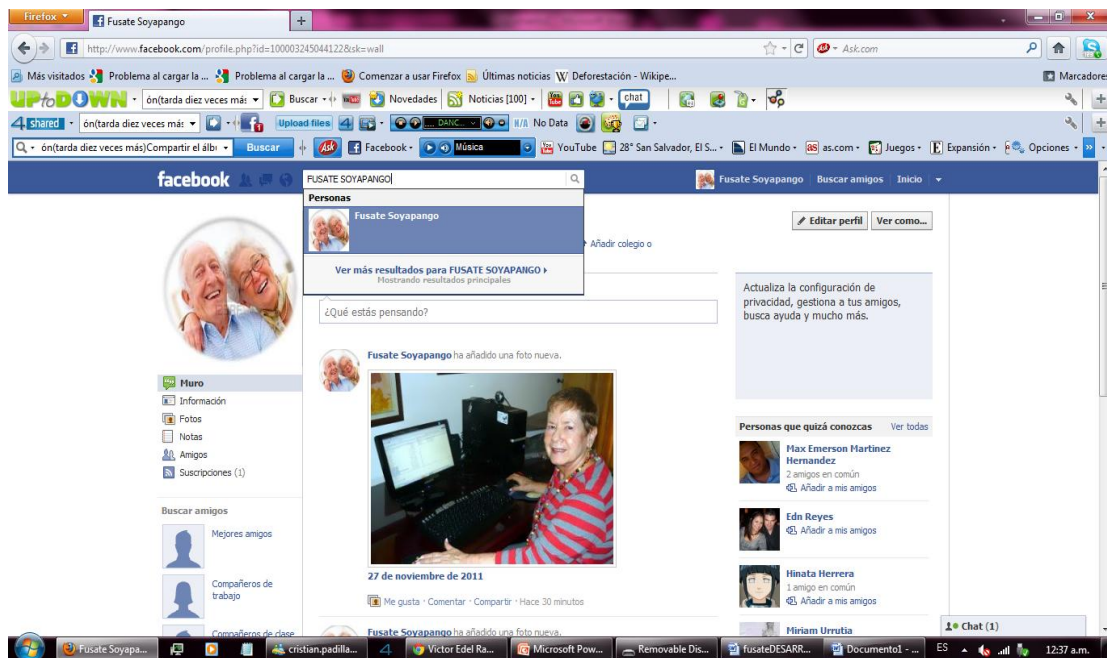 Firefox
Fusate Soyapango
http://www.facebook.com/profile.php?id=100003245044122&sk=wall
Ask.com
Más visitados
Problema al cargar la ...
Problema al cargar la ...
Comenzar a usar Firefox
Últimas noticias
Deforestación - Wikipe...
Marcadores
UPtoDOWN
ón(tarda diez veces más
Buscar
Novedades
Noticias [100]
chat
4 shared
ón(tarda diez veces más
Upload files
DANC...
N/A
No Data
ón(tarda diez veces más)Compartir el álbu
Buscar
Ask
Facebook
Música
YouTube
28° San Salvador, El S...
El Mundo
as.com
Juegos
Expansión
Opciones
facebook
FUSATE SOYAPANGO
Fusate Soyapango
Buscar amigos
Inicio
Personas
Fusate Soyapango
Ver más resultados para FUSATE SOYAPANGO
Mostrando resultados principales
Añadir colegio o
Editar perfil
Ver como...
¿Qué estás pensando?
Actualiza la configuración de
privacidad, gestiona a tus amigos,
busca ayuda y mucho más.
Fusate Soyapango ha añadido una foto nueva.
27 de noviembre de 2011
Me gusta · Comentar · Compartir · Hace 30 minutos
Fusate Soyapango ha añadido una foto nueva.
Muro
Información
Fotos
Notas
Amigos
Suscripciones (1)
Buscar amigos
Mejores amigos
Compañeros de
trabajo
Compañeros de clase
Personas que quizá conozcas
Ver todas
Max Emerson Martinez
Hernandez
2 amigos en común
Añadir a mis amigos
Edn Reyes
Añadir a mis amigos
Hinata Herrera
1 amigo en común
Añadir a mis amigos
Miriam Urrutia
Chat (1)
Fusate Soyapa...
cristian.padilla...
Victor Edel Ra...
Microsoft Pow...
Removable Dis...
fusateDESARR...
Documento1 - ...
ES
12:37 a.m.